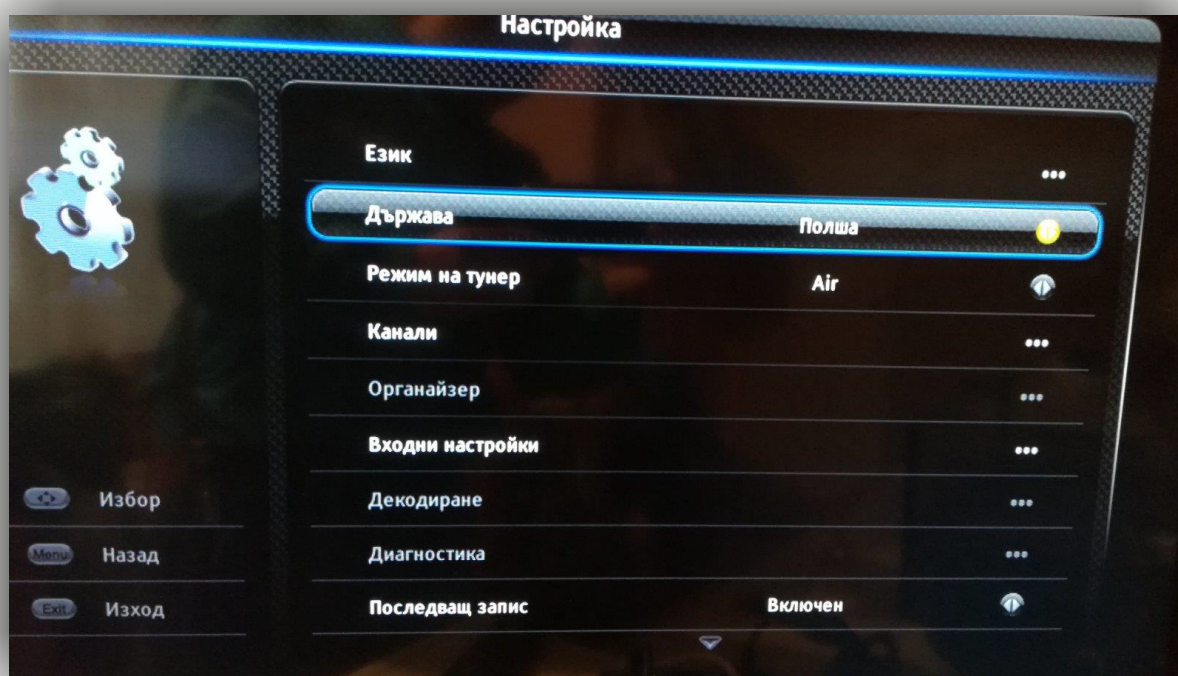 Настройка
Език
Държава Полша
Режим на тунер Air
Канали
Органайзер
Входни настройки
Декодиране
Диагностика
Последващ запис Включен
Избор
Menu Назад
Exit Изход